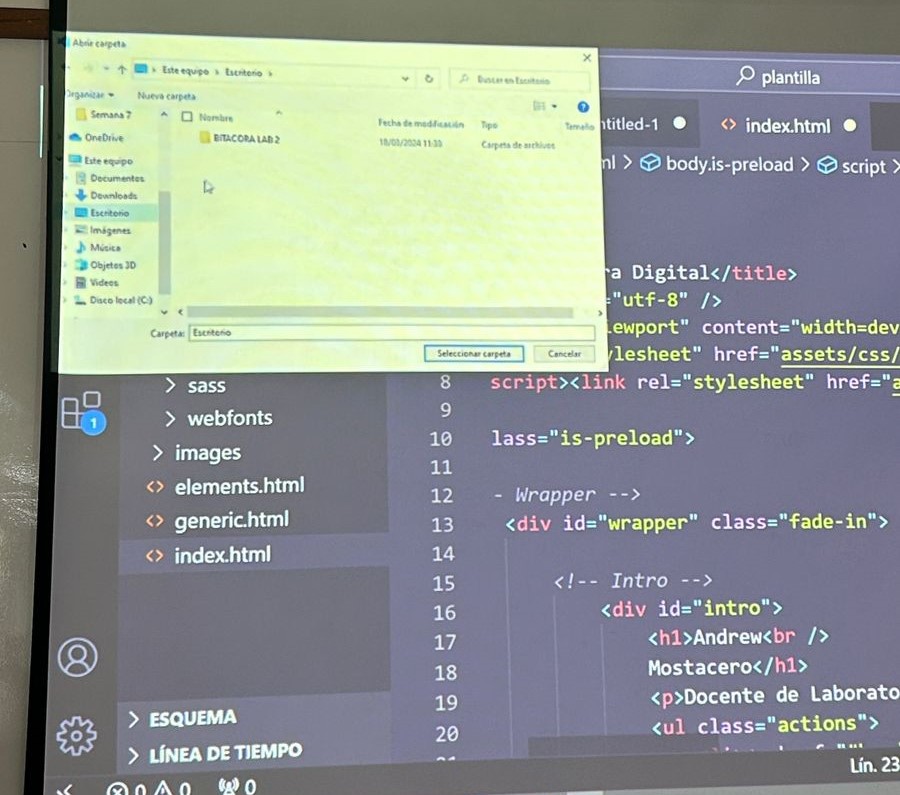 Abrir carpeta
Este equipo > Escritorio >
Buscar en Escritorio
Organizar
Nueva carpeta
Semana 7
OneDrive
Este equipo
Documentos
Downloads
Escritorio
Imágenes
Música
Objetos 3D
Videos
Disco local (C:)
Nombre
Fecha de modificación
Tipo
Tamaño
BITACORA LAB 2
Carpeta de archivos
Carpeta:
Escritorio
Seleccionar carpeta
Cancelar
plantilla
ntitled-1
<> index.html
ml > body.is-preload > script >
ra Digital</title>
="utf-8" />
iewport" content="width=dev
ylesheet" href="assets/css/
8 script><link rel="stylesheet" href="a
9
10 lass="is-preload">
11
12 - Wrapper -->
13 <div id="wrapper" class="fade-in">
14
15 <!-- Intro -->
16 <div id="intro">
17 <h1>Andrew<br />
18 Mostacero</h1>
19 <p>Docente de Laborato
20 <ul class="actions">
> sass
> webfonts
> images
<> elements.html
<> generic.html
<> index.html
1
> ESQUEMA
> LÍNEA DE TIEMPO
0 0
0
Lín. 23